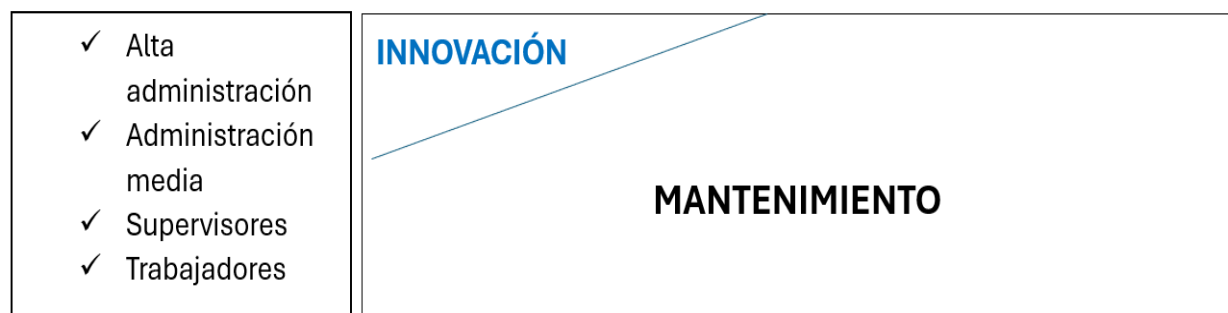 ✓ Alta
administración
✓ Administración
media
✓ Supervisores
✓ Trabajadores
INNOVACIÓN
MANTENIMIENTO